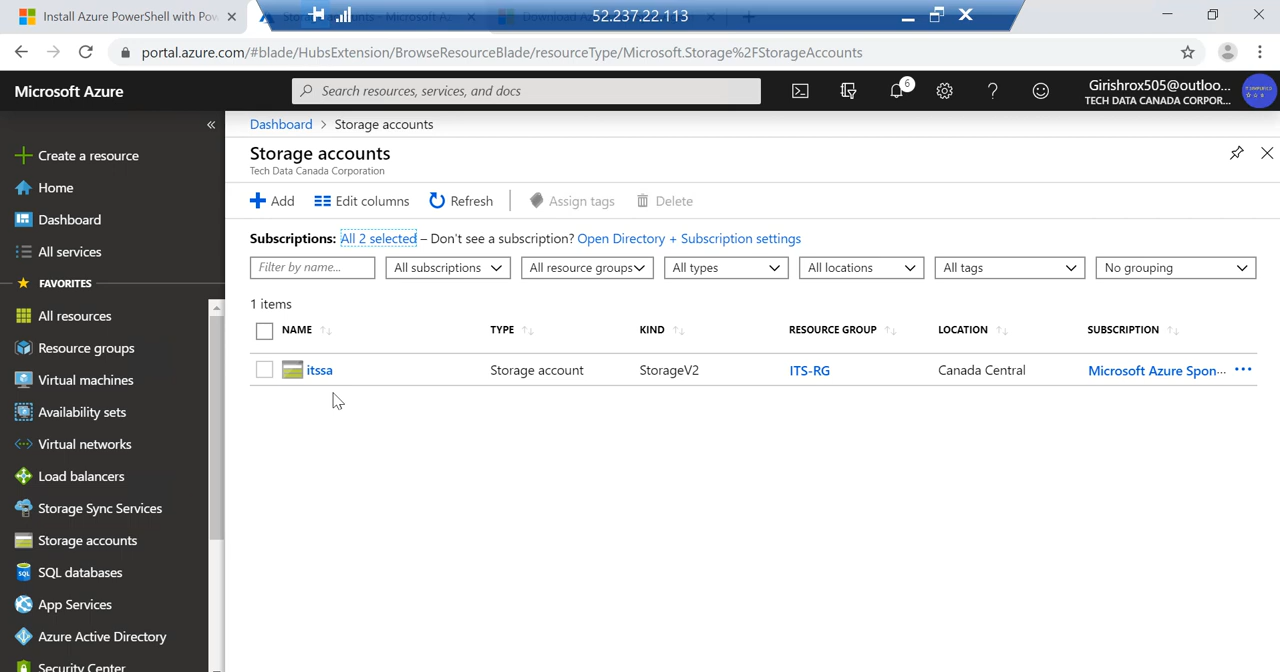 Install Azure PowerShell with Pow
Storage accounts - Microsoft Az
Download Az
52.237.22.113
portal.azure.com/#blade/HubsExtension/BrowseResourceBlade/resourceType/Microsoft.Storage%2FStorageAccounts
Microsoft Azure
Search resources, services, and docs
6
Girishrox505@outloo...
TECH DATA CANADA CORPOR...
Create a resource
Home
Dashboard
All services
FAVORITES
All resources
Resource groups
Virtual machines
Availability sets
Virtual networks
Load balancers
Storage Sync Services
Storage accounts
SQL databases
App Services
Azure Active Directory
Security Center
Dashboard > Storage accounts
Storage accounts
Tech Data Canada Corporation
Add Edit columns Refresh Assign tags Delete
Subscriptions: All 2 selected – Don't see a subscription? Open Directory + Subscription settings
Filter by name... All subscriptions All resource groups All types All locations All tags No grouping
1 items
NAME TYPE KIND RESOURCE GROUP LOCATION SUBSCRIPTION
itssa Storage account StorageV2 ITS-RG Canada Central Microsoft Azure Spon...